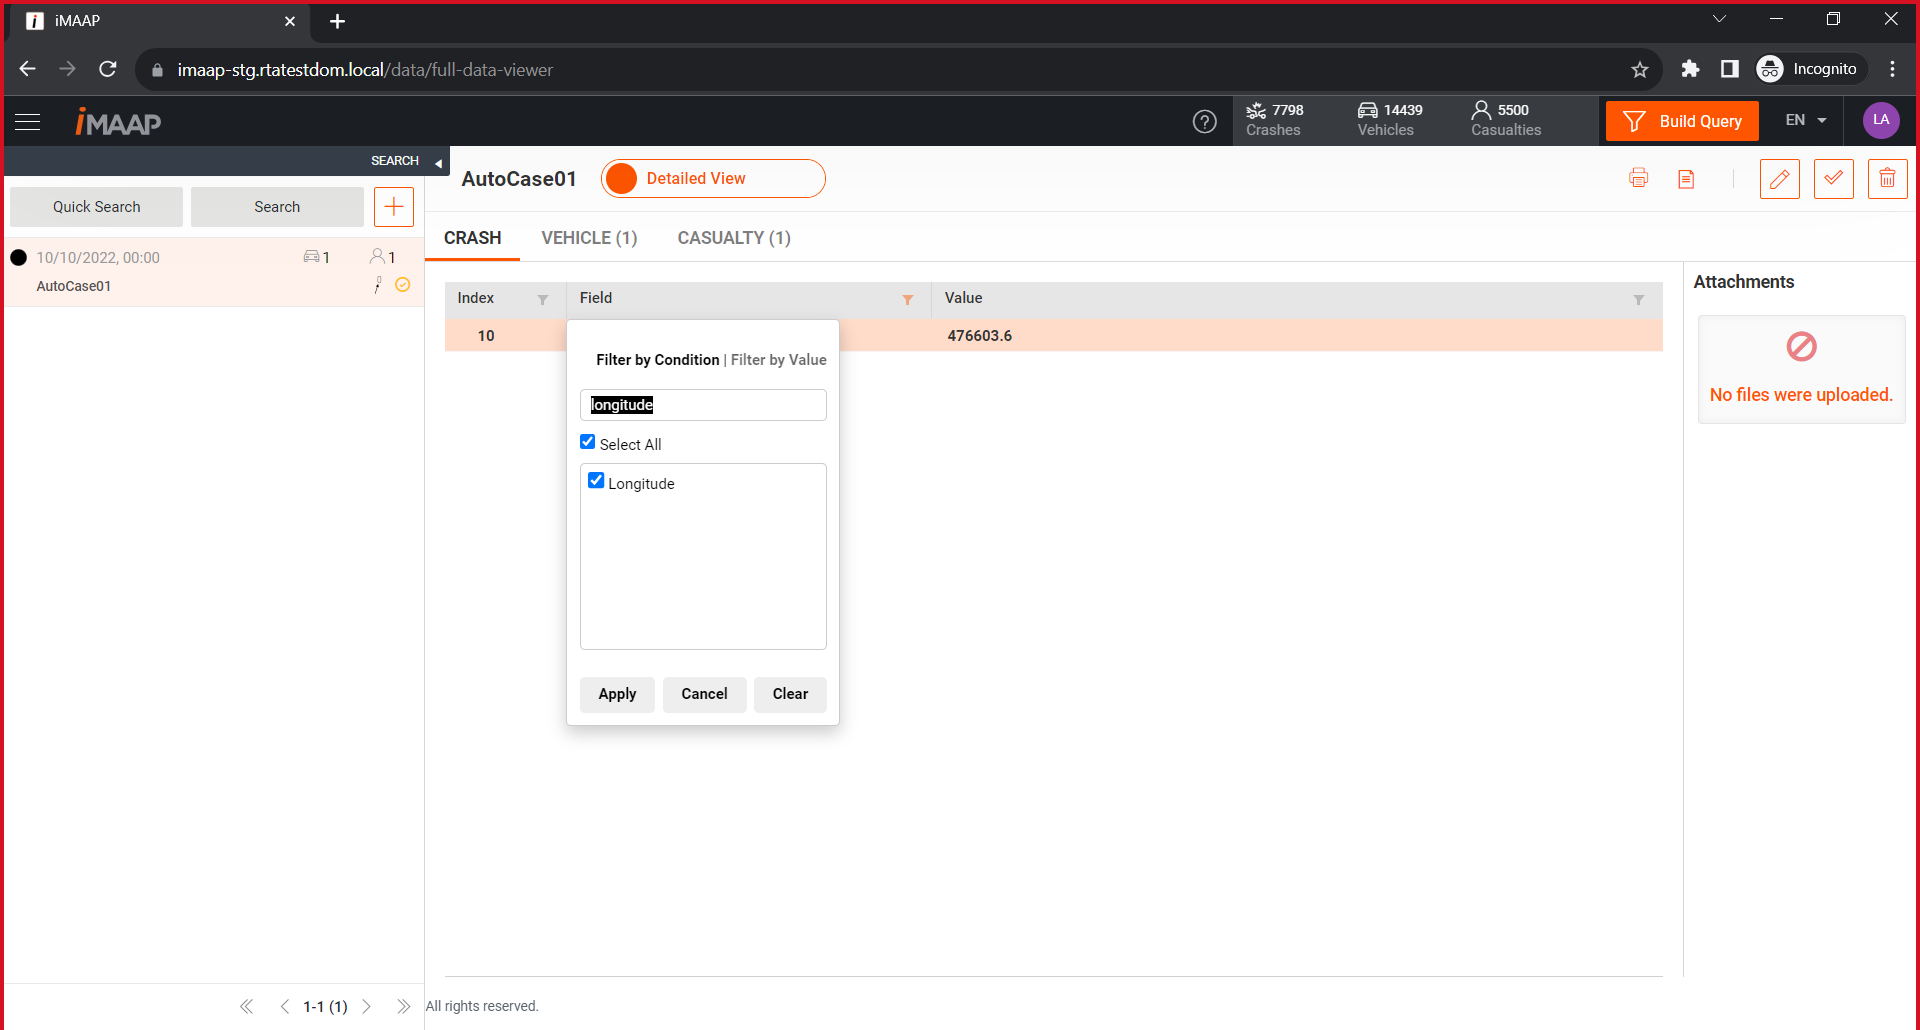 iMAAP
imaap-stg.rtatestdom.local/data/full-data-viewer
Incognito
iMAAP
7798
Crashes
14439
Vehicles
5500
Casualties
Build Query
EN
LA
SEARCH
AutoCase01
Detailed View
Quick Search
Search
CRASH
VEHICLE (1)
CASUALTY (1)
10/10/2022, 00:00
1
1
AutoCase01
Index
Field
Value
10
476603.6
Filter by Condition | Filter by Value
longitude
Select All
Longitude
Apply
Cancel
Clear
Attachments
No files were uploaded.
1-1 (1)
All rights reserved.